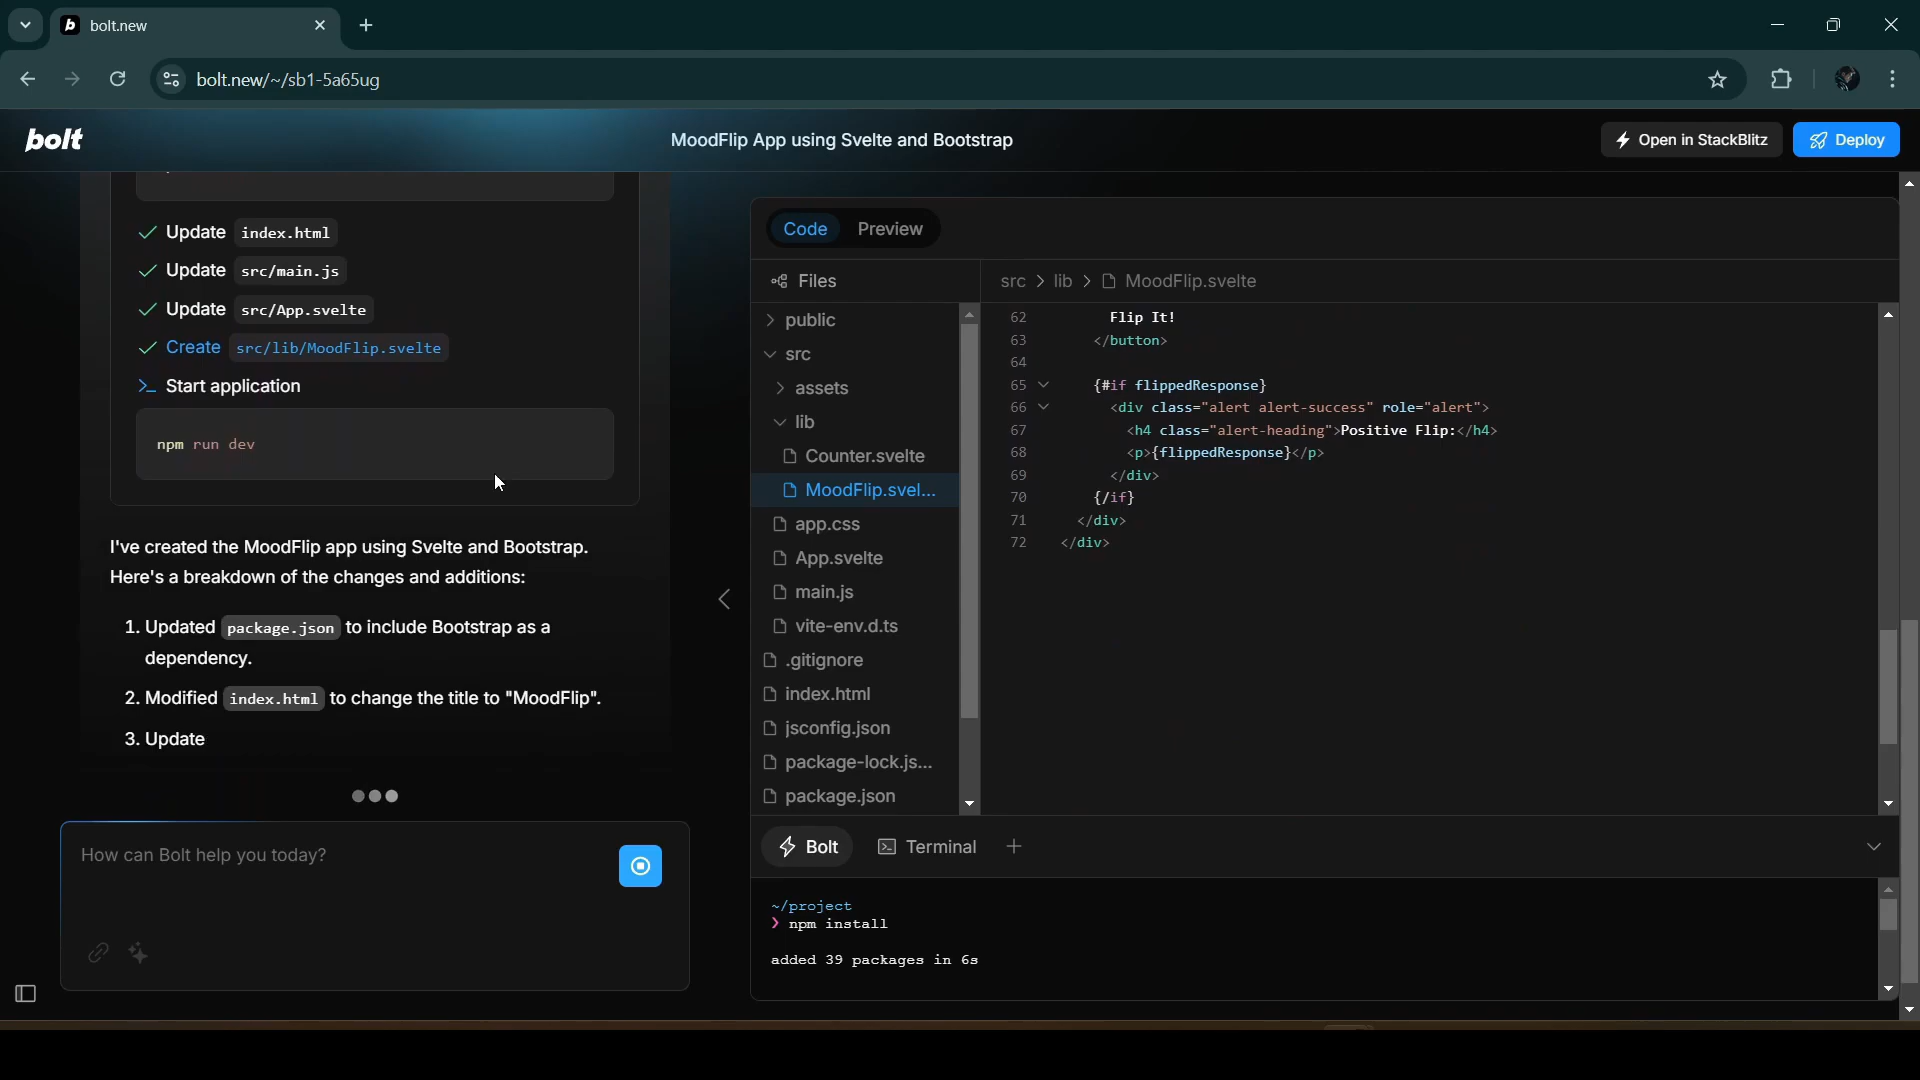 bolt.new
bolt.new/~/sb1-5a65ug
bolt
MoodFlip App using Svelte and Bootstrap
Open in StackBlitz
Deploy
Update index.html
Update src/main.js
Update src/App.svelte
Create src/lib/MoodFlip.svelte
Start application
npm run dev
I've created the MoodFlip app using Svelte and Bootstrap.
Here's a breakdown of the changes and additions:
1. Updated package.json to include Bootstrap as a
dependency.
2. Modified index.html to change the title to "MoodFlip".
3. Update
How can Bolt help you today?
Code
Preview
Files
src > lib > MoodFlip.svelte
public
src
assets
lib
Counter.svelte
MoodFlip.svel...
app.css
App.svelte
main.js
vite-env.d.ts
.gitignore
index.html
jsconfig.json
package-lock.js...
package.json
62 Flip It!
63 </button>
64
65 {#if flippedResponse}
66 <div class="alert alert-success" role="alert">
67 <h4 class="alert-heading">Positive Flip:</h4>
68 <p>{flippedResponse}</p>
69 </div>
70 {/if}
71 </div>
72 </div>
Bolt
Terminal
~/project
❯ npm install
added 39 packages in 6s